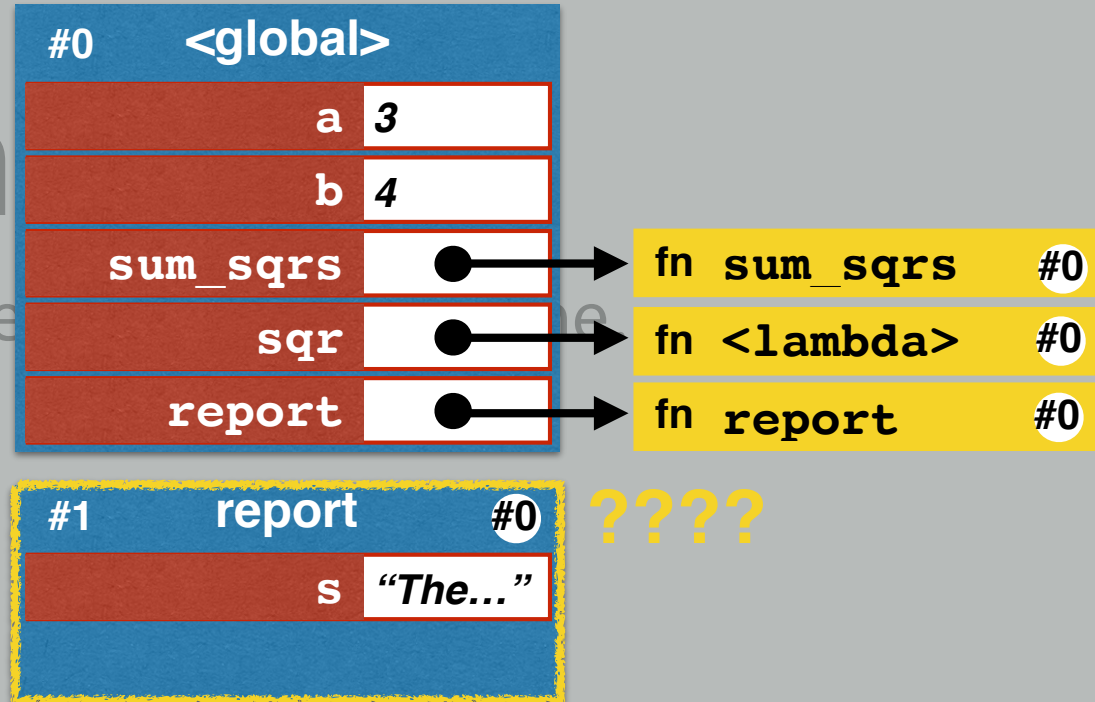 #0 <global>
a 3
b 4
sum_sqrs fn sum_sqrs #0
sqr fn <lambda> #0
report fn report #0
#1 report #0 ????
s “The…”